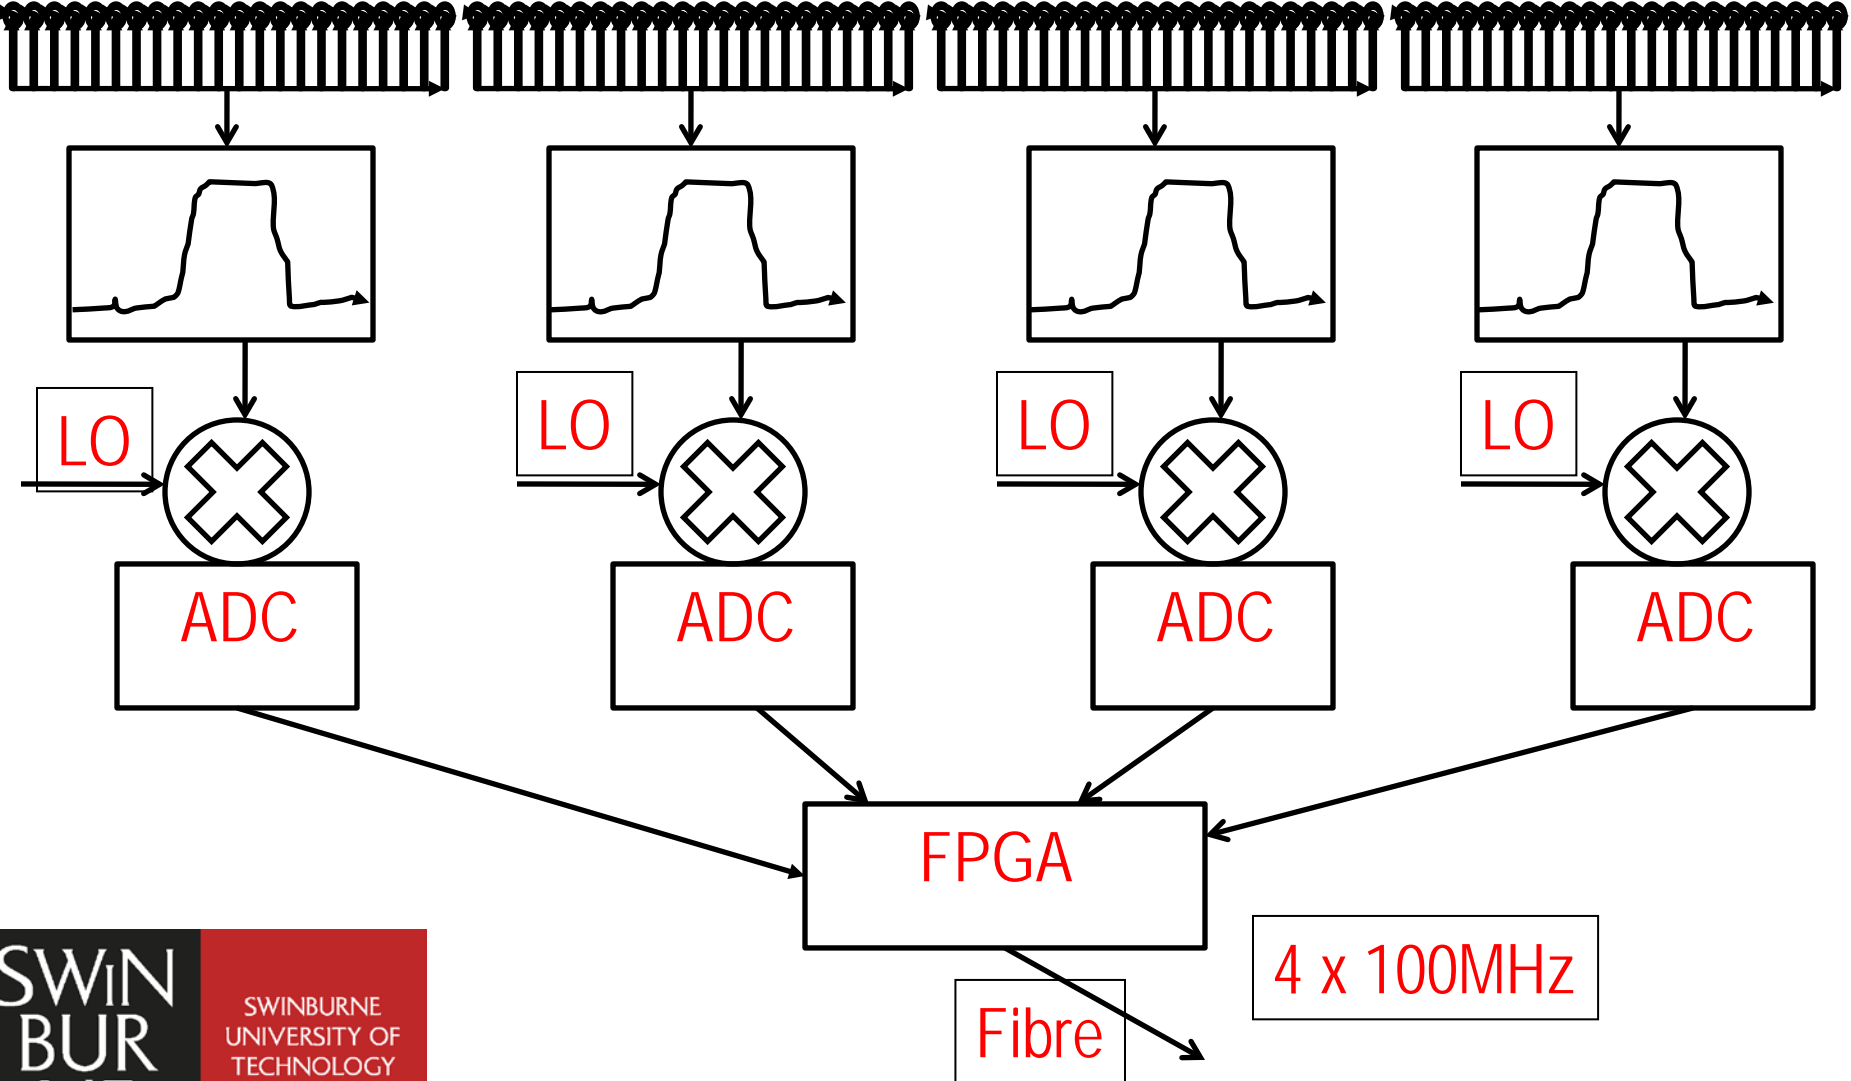 LO
LO
LO
LO
ADC
ADC
ADC
ADC
FPGA
4 x 100MHz
Fibre
SWIN
BUR
SWINBURNE
UNIVERSITY OF
TECHNOLOGY